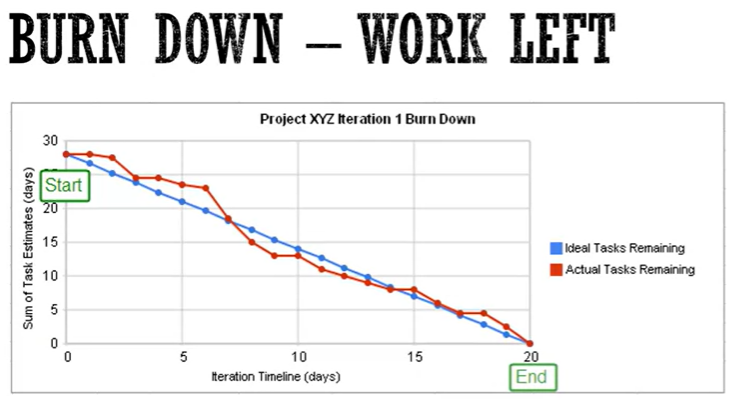 BURN DOWN – WORK LEFT
Project XYZ Iteration 1 Burn Down
Sum of Task Estimates (days)
30
Start
20
15
10
5
0
0 5 10 15 20
Iteration Timeline (days)
End
Ideal Tasks Remaining
Actual Tasks Remaining